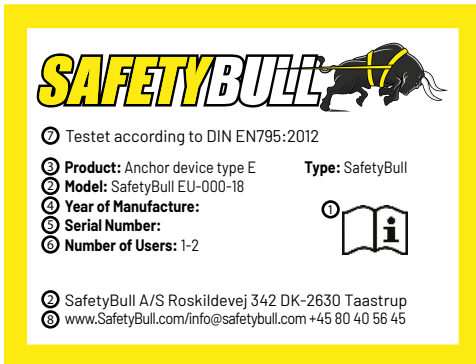 SAFETYBULL
⑦ Testet according to DIN EN795:2012
③ Product: Anchor device type E Type: SafetyBull
② Model: SafetyBull EU-000-18
④ Year of Manufacture:
①
⑤ Serial Number:
⑥ Number of Users: 1-2
② SafetyBull A/S Roskildevej 342 DK-2630 Taastrup
⑧ www.SafetyBull.com/info@safetybull.com +45 80 40 56 45